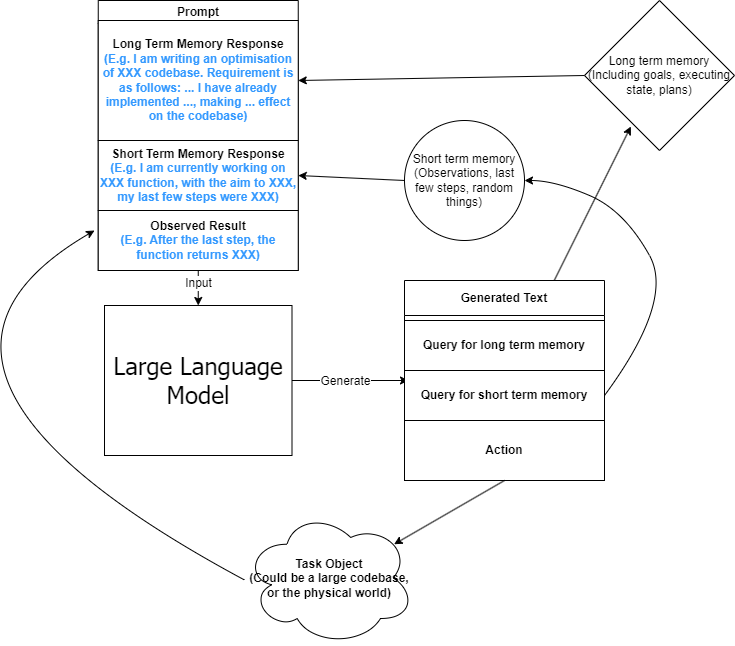 Prompt
Long Term Memory Response
(E.g. I am writing an optimisation
of XXX codebase. Requirement is
as follows: ... I have already
implemented ..., making ... effect
on the codebase)
Short Term Memory Response
(E.g. I am currently working on
XXX function, with the aim to XXX,
my last few steps were XXX)
Observed Result
(E.g. After the last step, the
function returns XXX)
Long term memory
(Including goals, executing
state, plans)
Short term memory
(Observations, last
few steps, random
things)
Input
Large Language
Model
Generate
Generated Text
Query for long term memory
Query for short term memory
Action
Task Object
(Could be a large codebase,
or the physical world)